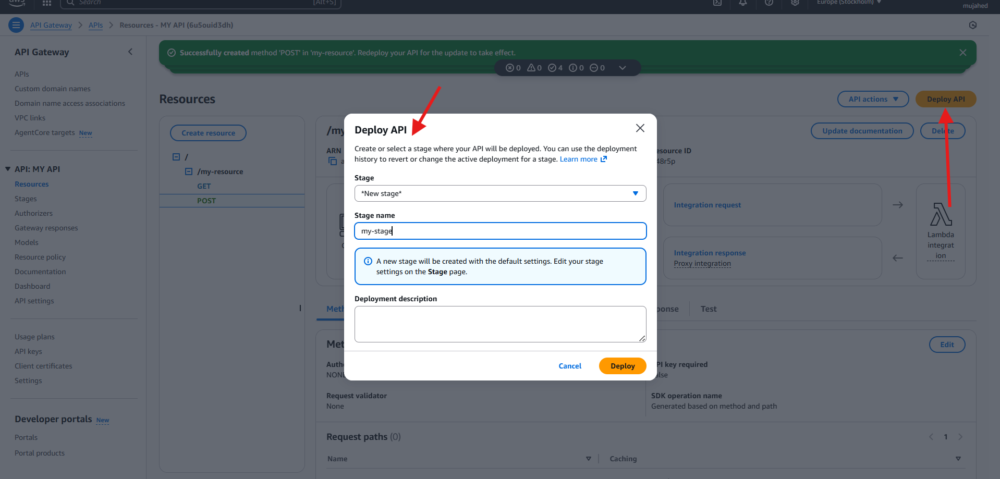 aws
Search
[Alt+S]
Europe (Stockholm)
mujahed
API Gateway
APIs
Resources - MY API (6u5ouid3dh)
API Gateway
APIs
Custom domain names
Domain name access associations
VPC links
AgentCore targets New
API: MY API
Resources
Stages
Authorizers
Gateway responses
Models
Resource policy
Documentation
Dashboard
API settings
Usage plans
API keys
Client certificates
Settings
Developer portals New
Portals
Portal products
Successfully created method 'POST' in 'my-resource'. Redeploy your API for the update to take effect.
0 0 4 0 0
Resources
API actions
Deploy API
Create resource
/
/my-resource
GET
POST
/my
Update documentation
Delete
ARN
a
esource ID
48r5p
Integration request
Integration response
Proxy integration
Lambda
integrat
ion
Deploy API
Create or select a stage where your API will be deployed. You can use the deployment
history to revert or change the active deployment for a stage. Learn more
Stage
*New stage*
Stage name
my-stage
A new stage will be created with the default settings. Edit your stage
settings on the Stage page.
Deployment description
Cancel
Deploy
Meth
ponse
Test
Met
Edit
Autho
NONE
PI key required
alse
Request validator
None
SDK operation name
Generated based on method and path
Request paths (0)
1
Name
Caching